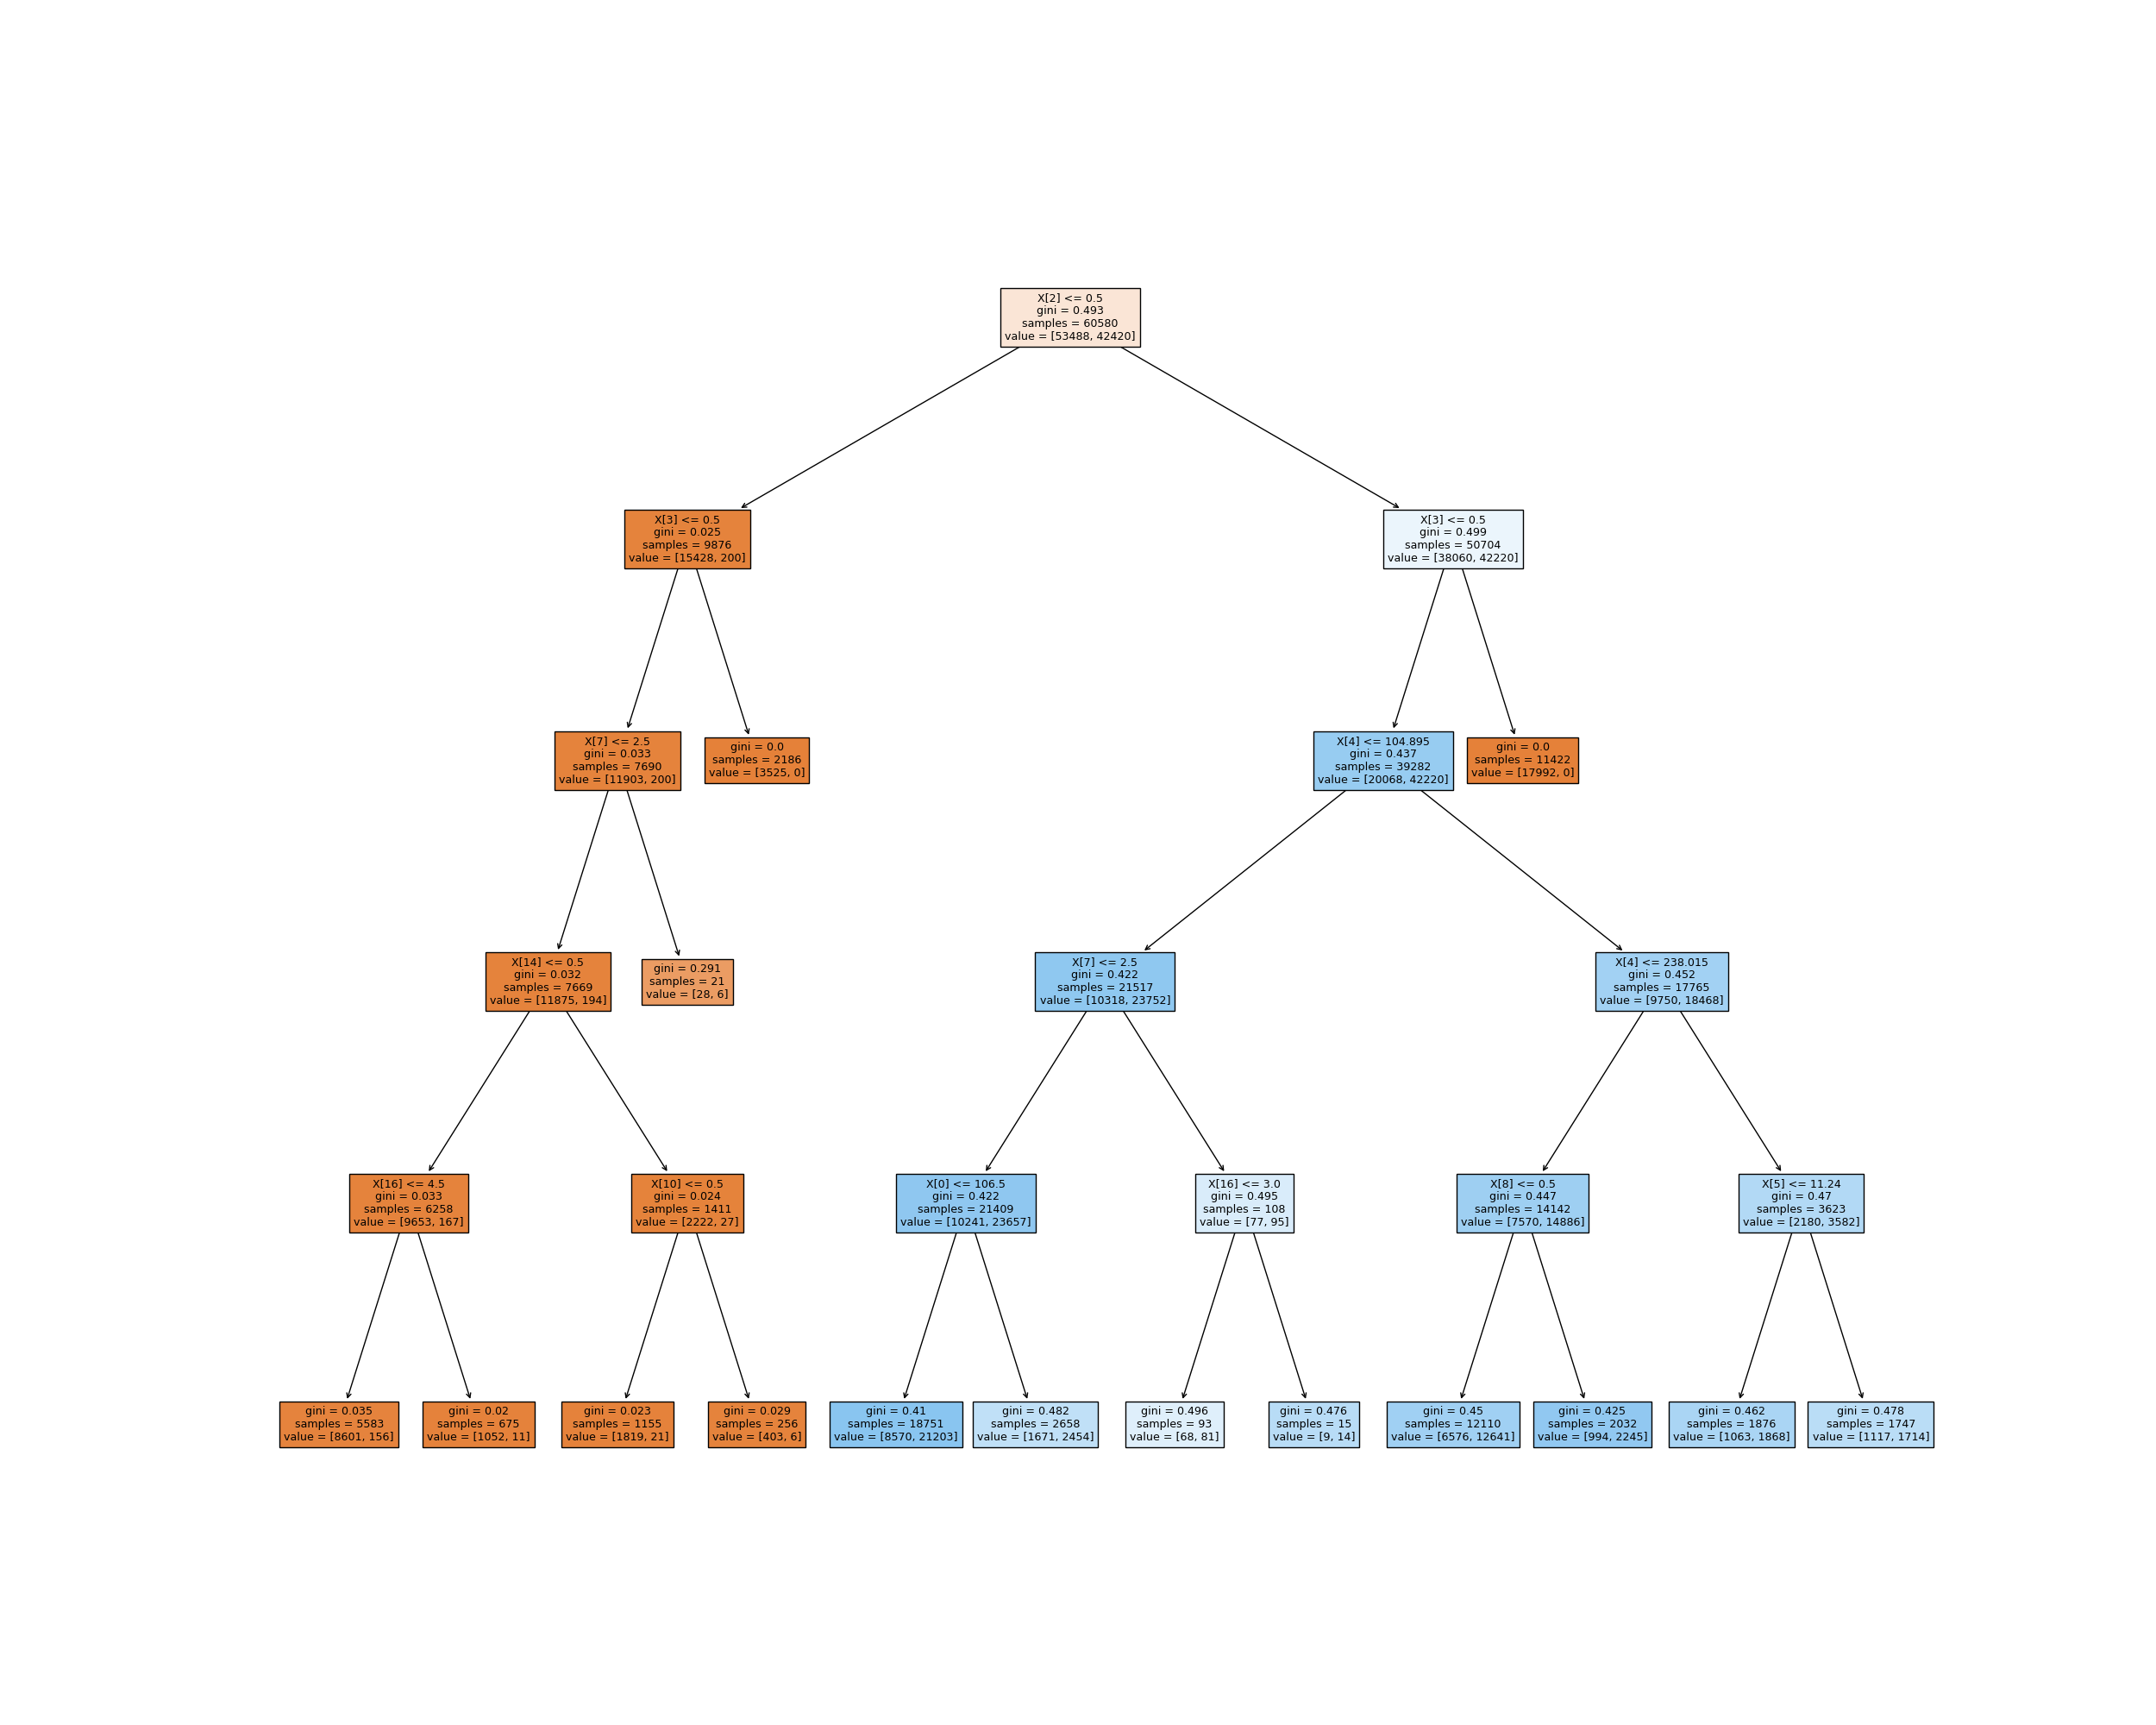 X[2] <= 0.5
gini = 0.493
samples = 60580
value = [53488, 42420]
X[3] <= 0.5
gini = 0.025
samples = 9876
value = [15428, 200]
X[3] <= 0.5
gini = 0.499
samples = 50704
value = [38060, 42220]
X[7] <= 2.5
gini = 0.033
samples = 7690
value = [11903, 200]
gini = 0.0
samples = 2186
value = [3525, 0]
X[4] <= 104.895
gini = 0.437
samples = 39282
value = [20068, 42220]
gini = 0.0
samples = 11422
value = [17992, 0]
X[14] <= 0.5
gini = 0.032
samples = 7669
value = [11875, 194]
gini = 0.291
samples = 21
value = [28, 6]
X[7] <= 2.5
gini = 0.422
samples = 21517
value = [10318, 23752]
X[4] <= 238.015
gini = 0.452
samples = 17765
value = [9750, 18468]
X[16] <= 4.5
gini = 0.033
samples = 6258
value = [9653, 167]
X[10] <= 0.5
gini = 0.024
samples = 1411
value = [2222, 27]
X[0] <= 106.5
gini = 0.422
samples = 21409
value = [10241, 23657]
X[16] <= 3.0
gini = 0.495
samples = 108
value = [77, 95]
X[8] <= 0.5
gini = 0.447
samples = 14142
value = [7570, 14886]
X[5] <= 11.24
gini = 0.47
samples = 3623
value = [2180, 3582]
gini = 0.035
samples = 5583
value = [8601, 156]
gini = 0.02
samples = 675
value = [1052, 11]
gini = 0.023
samples = 1155
value = [1819, 21]
gini = 0.029
samples = 256
value = [403, 6]
gini = 0.41
samples = 18751
value = [8570, 21203]
gini = 0.482
samples = 2658
value = [1671, 2454]
gini = 0.496
samples = 93
value = [68, 81]
gini = 0.476
samples = 15
value = [9, 14]
gini = 0.45
samples = 12110
value = [6576, 12641]
gini = 0.425
samples = 2032
value = [994, 2245]
gini = 0.462
samples = 1876
value = [1063, 1868]
gini = 0.478
samples = 1747
value = [1117, 1714]